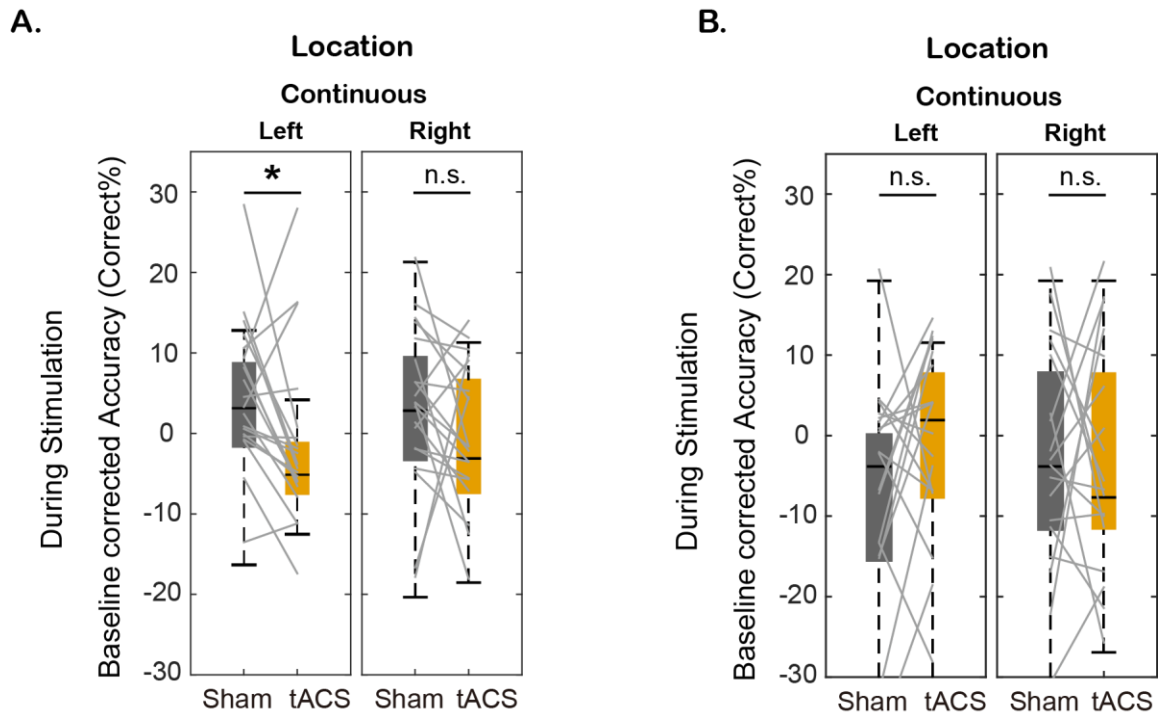 A.
Location
Continuous
Left Right
During Stimulation
Baseline corrected Accuracy (Correct%)
30
20
10
0
-10
-20
-30
*
n.s.
Sham tACS Sham tACS
B.
Location
Continuous
Left Right
During Stimulation
Baseline corrected Accuracy (Correct%)
30
20
10
0
-10
-20
-30
n.s.
n.s.
Sham tACS Sham tACS